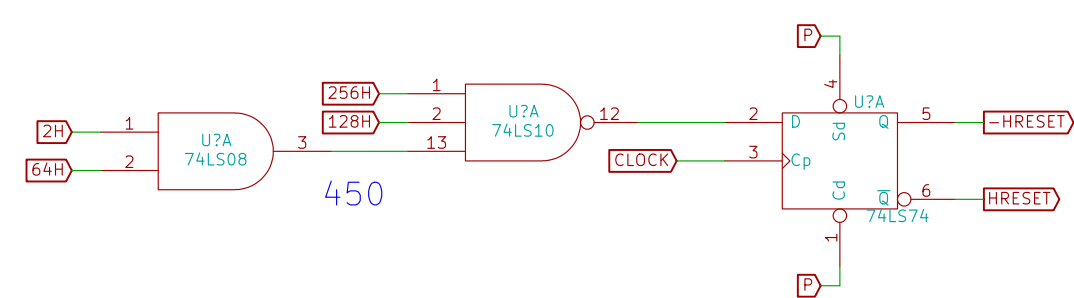 P
4
256H
1
U?A
U?A
12
2
D
Sd
Q
5
-HRESET
2H
1
128H
2
74LS10
U?A
74LS08
3
13
CLOCK
3
Cp
64H
2
450
Cd
Q
6
HRESET
74LS74
1
P